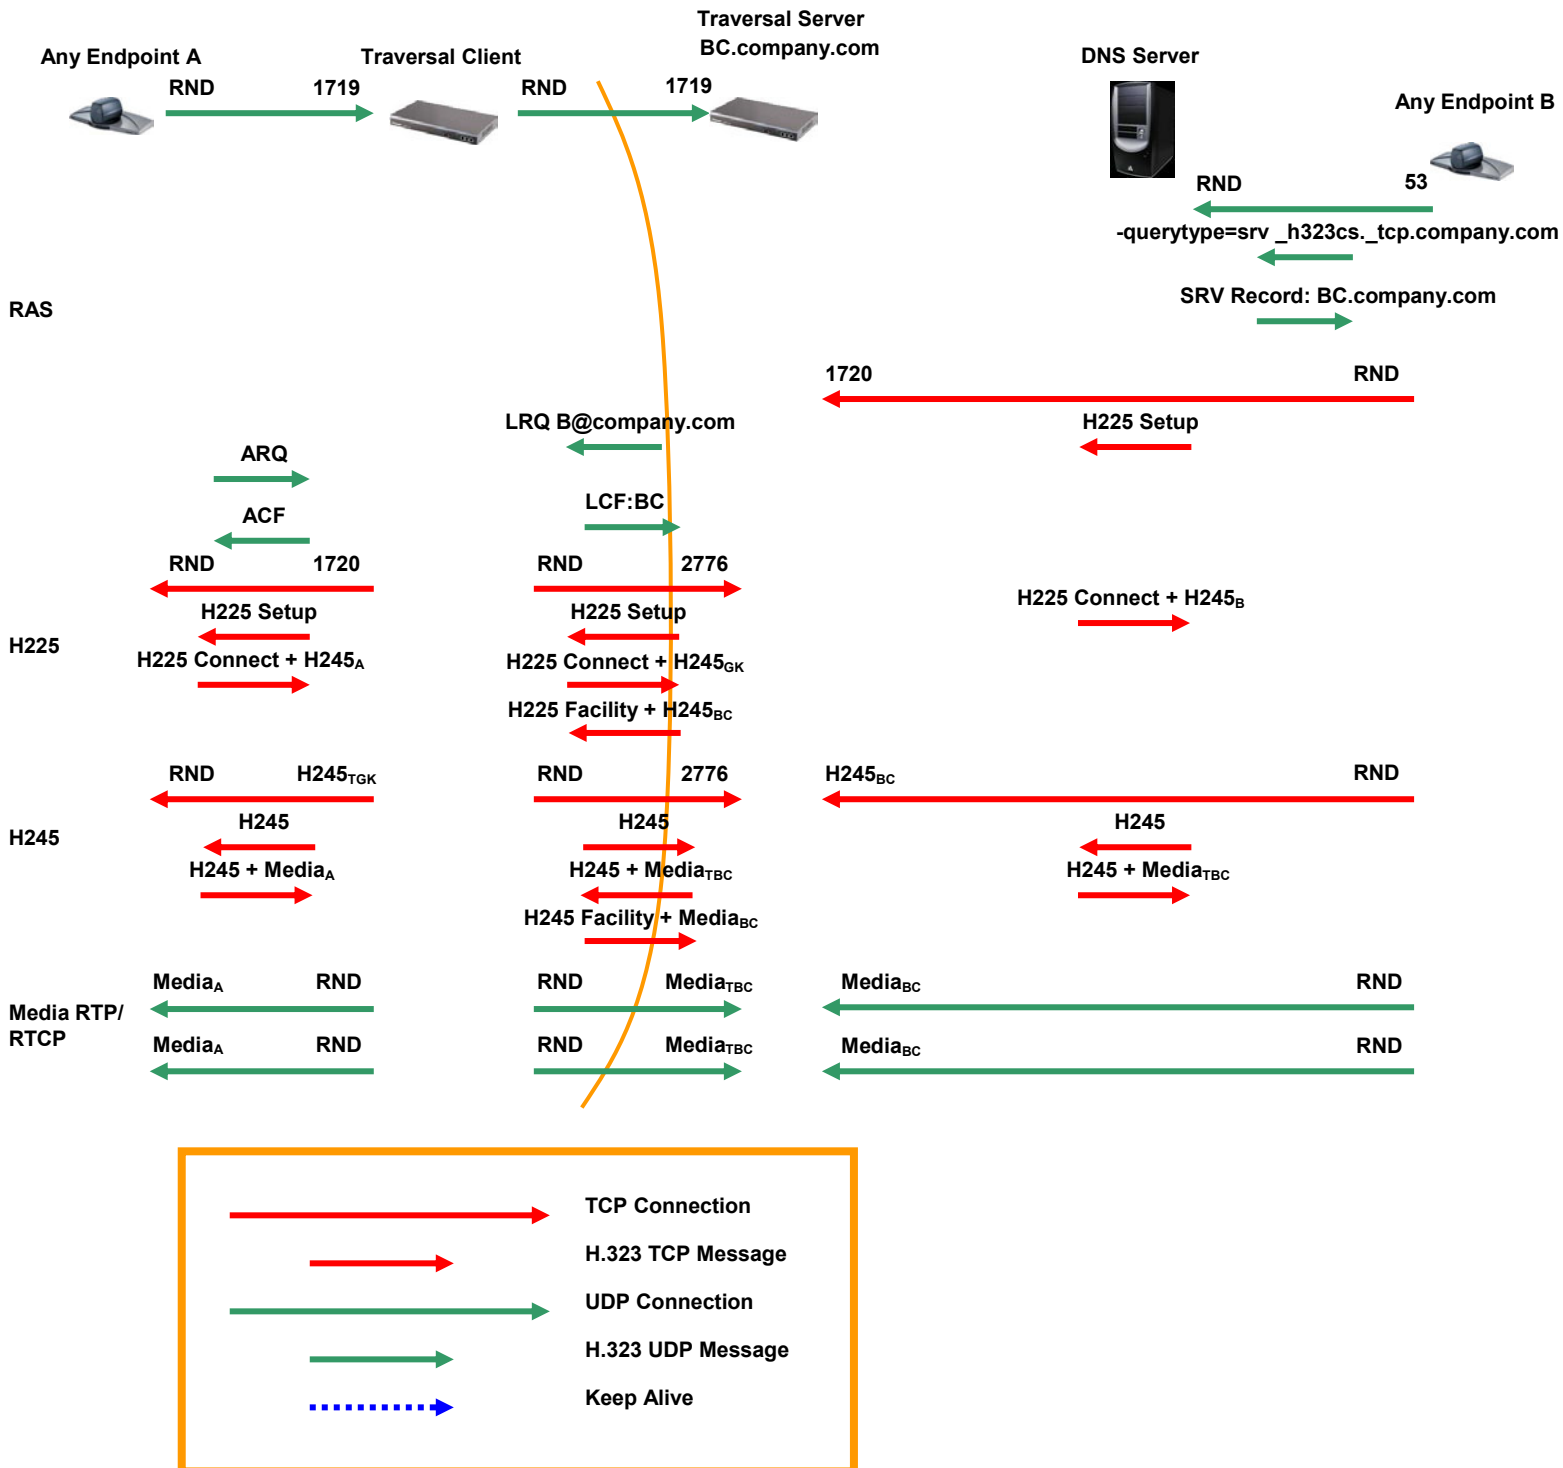 Traversal Server
BC.company.com
Any Endpoint A
Traversal Client
DNS Server
Any Endpoint B
RND 1719
RND 1719
RND 53
-querytype=srv _h323cs._tcp.company.com
SRV Record: BC.company.com
RAS
1720 RND
H225 Setup
LRQ B@company.com
ARQ
LCF:BC
ACF
RND 1720
RND 2776
H225 Setup
H225 Setup
H225 Connect + H245B
H225
H225 Connect + H245A
H225 Connect + H245GK
H225 Facility + H245BC
RND H245TGK
RND 2776
H245BC RND
H245
H245
H245
H245
H245 + MediaA
H245 + MediaTBC
H245 + MediaTBC
H245 Facility + MediaBC
Media RTP/
RTCP
MediaA RND
RND MediaTBC
MediaBC RND
MediaA RND
RND MediaTBC
MediaBC RND
TCP Connection
H.323 TCP Message
UDP Connection
H.323 UDP Message
Keep Alive